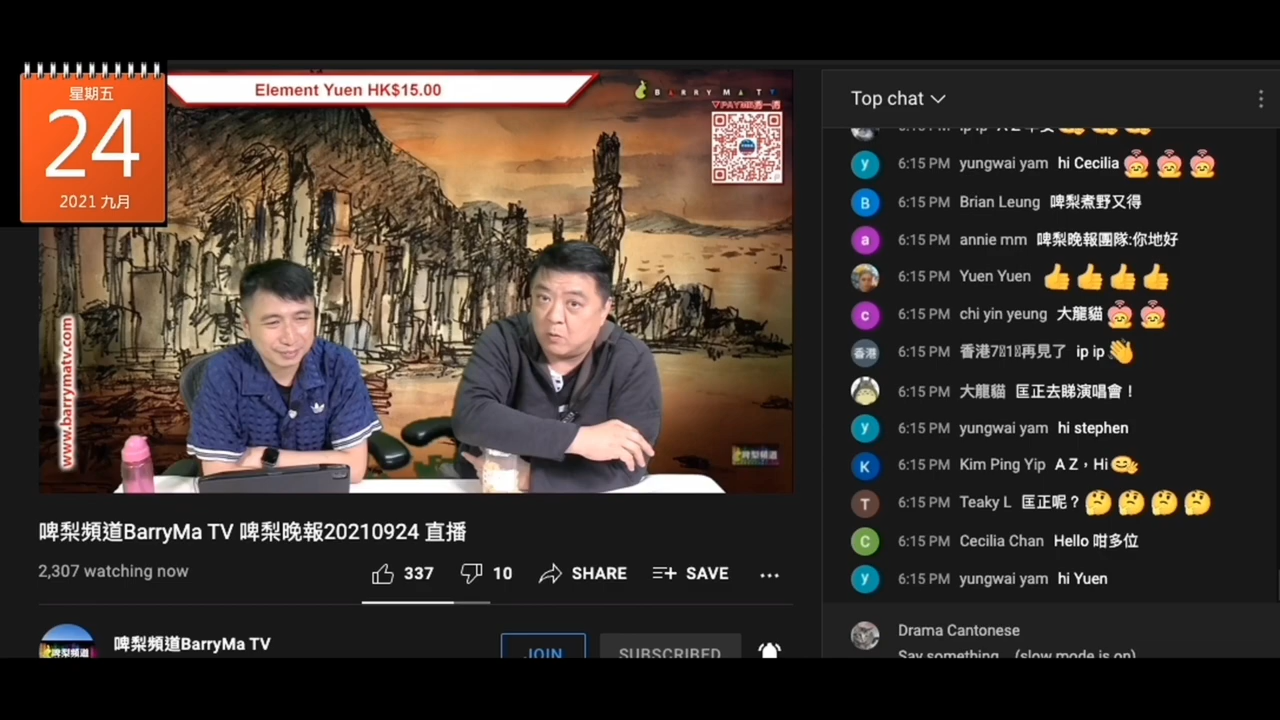 星期五
24
2021 九月
Element Yuen HK$15.00
BARRY MA TV
▽PAYME秀一秀
www.barrymatv.com
啤梨頻道
啤梨頻道BarryMa TV 啤梨晚報20210924 直播
2,307 watching now
337
10
SHARE
SAVE
啤梨頻道BarryMa TV
JOIN
SUBSCRIBED
Top chat
6:15 PM yungwai yam hi Cecilia
6:15 PM Brian Leung 啤梨煮野又得
6:15 PM annie mm 啤梨晚報團隊:你地好
6:15 PM Yuen Yuen 👍👍👍👍
6:15 PM chi yin yeung 大龍貓
6:15 PM 香港7 1 再見了 ip ip 👋
6:15 PM 大龍貓 匡正去睇演唱會！
6:15 PM yungwai yam hi stephen
6:15 PM Kim Ping Yip A Z，Hi
6:15 PM Teaky L 匡正呢？🤔🤔🤔🤔
6:15 PM Cecilia Chan Hello 咁多位
6:15 PM yungwai yam hi Yuen
Drama Cantonese
Say something... (slow mode is on)